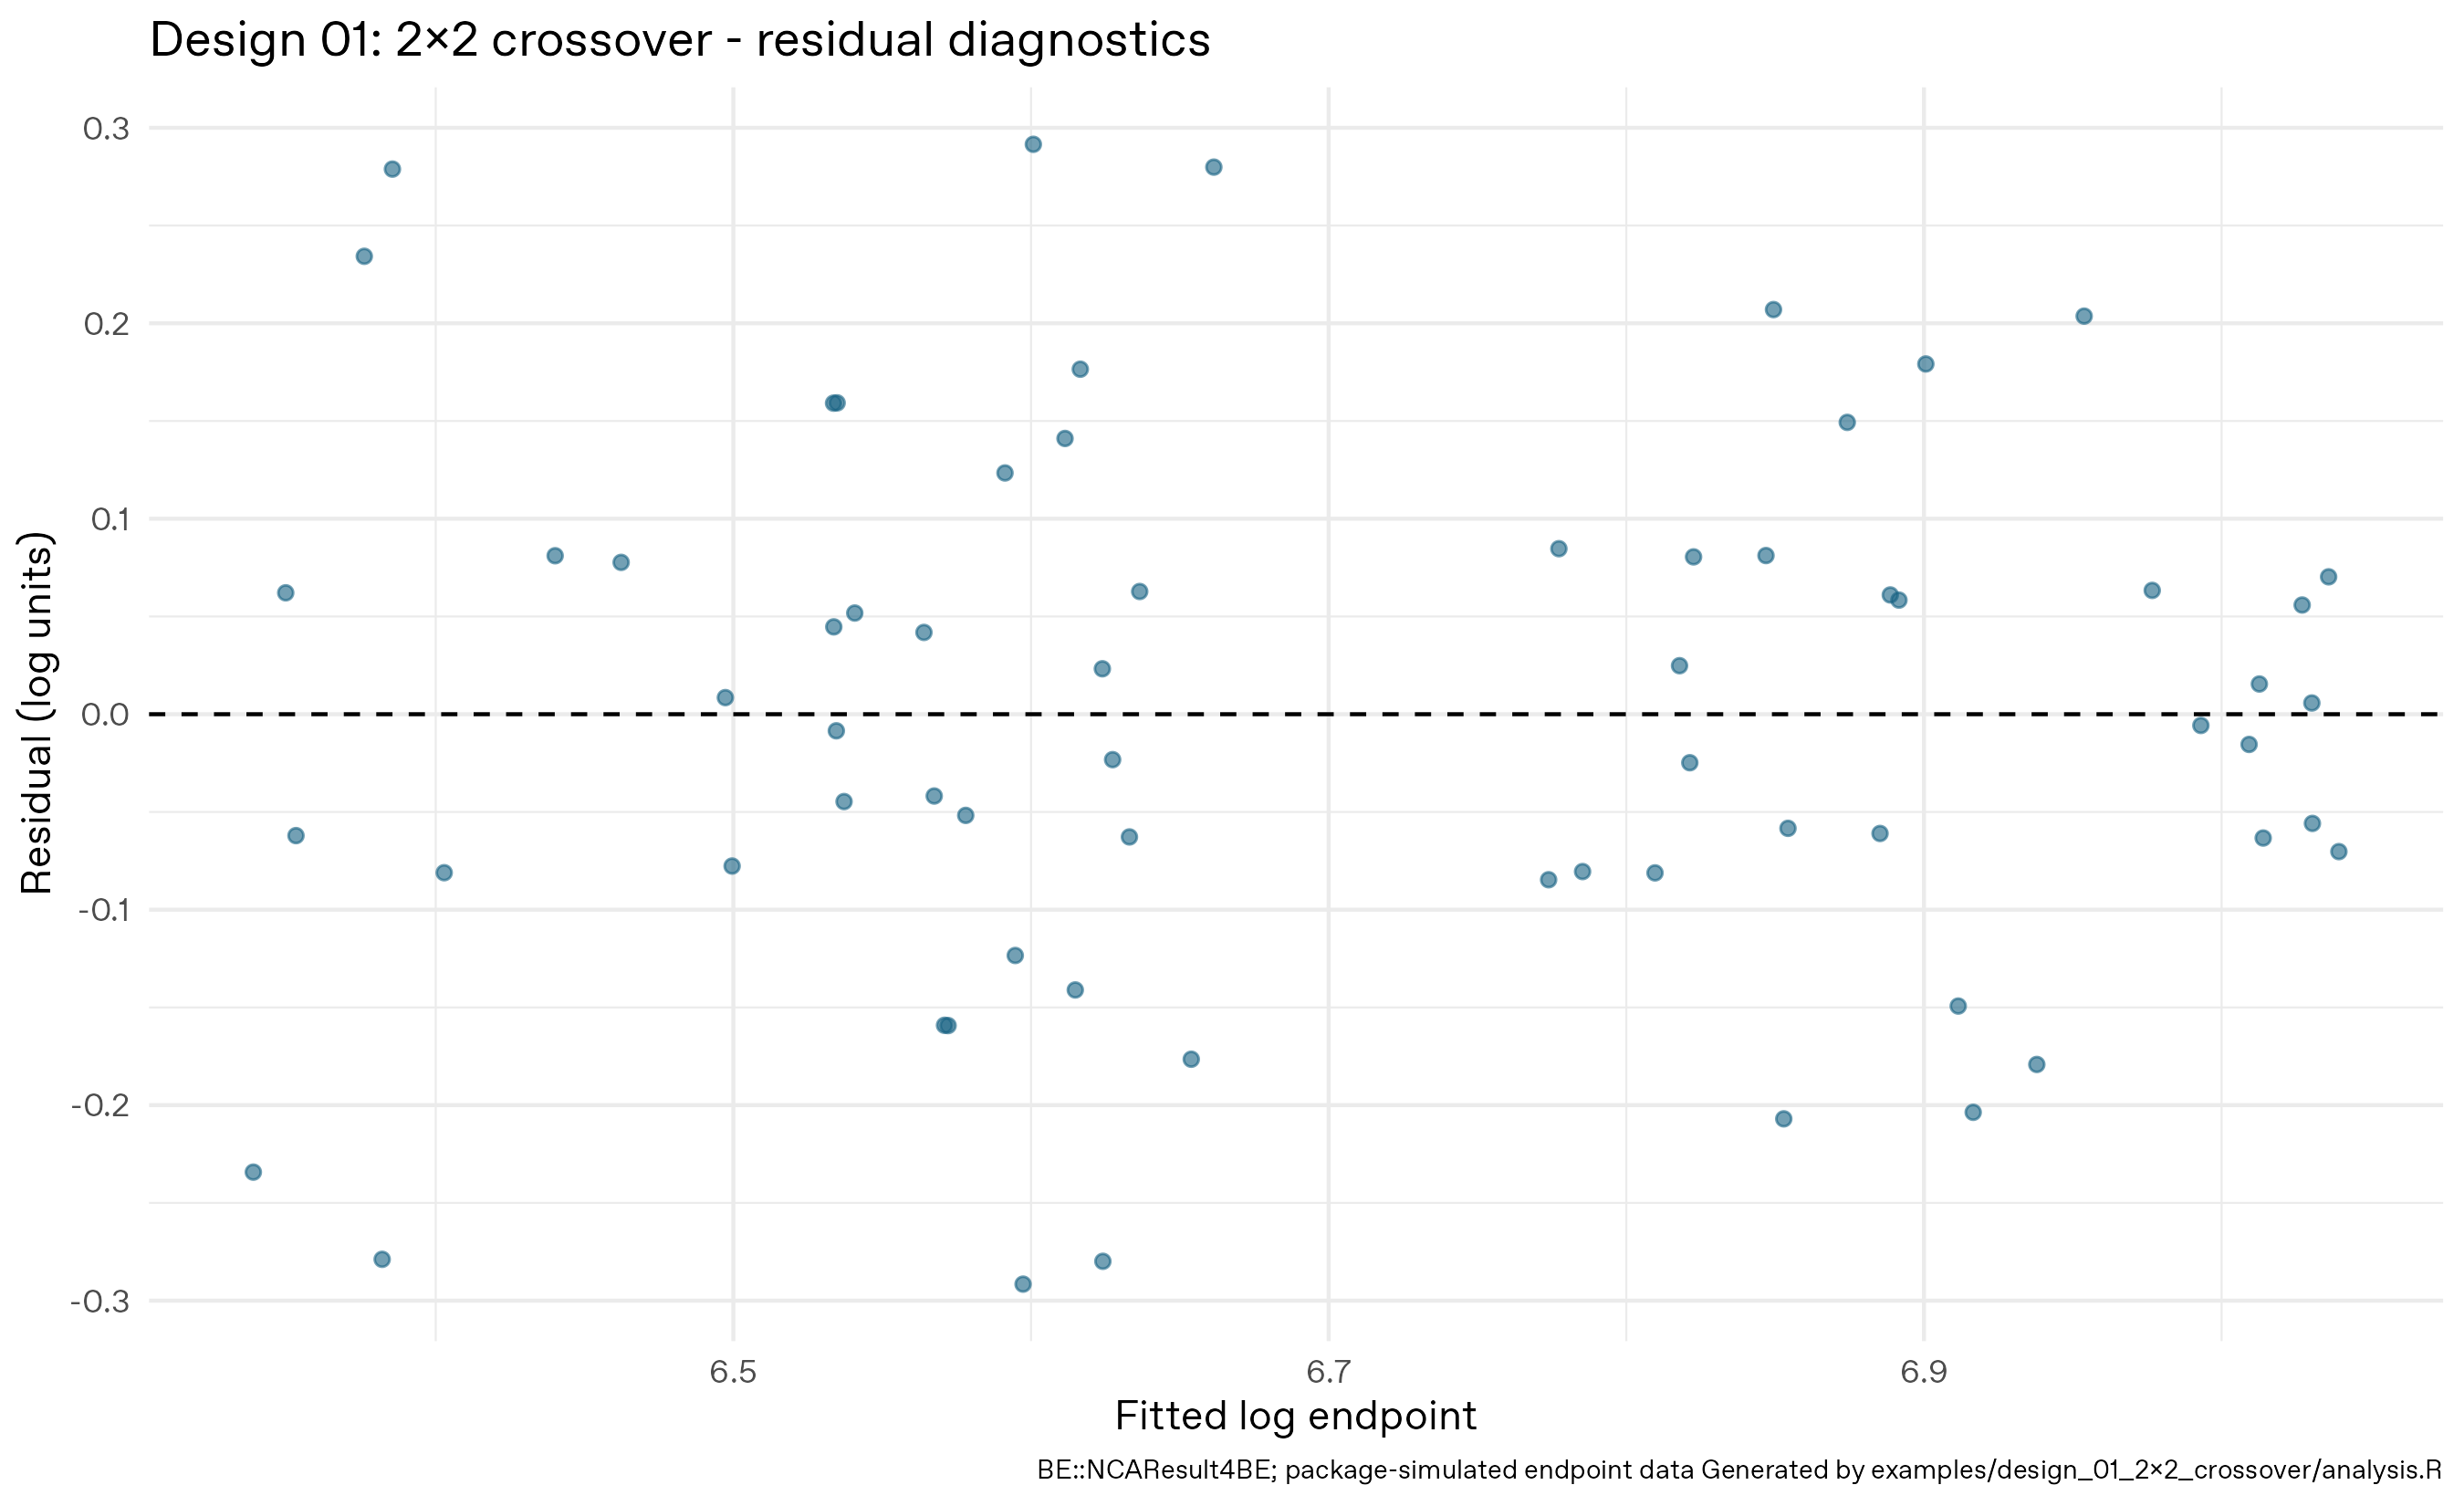 Design 01: 2×2 crossover - residual diagnostics
Residual (log units)
0.3
0.2
0.1
0.0
-0.1
-0.2
-0.3
6.5 6.7 6.9
Fitted log endpoint
BE::NCAResult4BE; package-simulated endpoint data Generated by examples/design_01_2×2_crossover/analysis.R